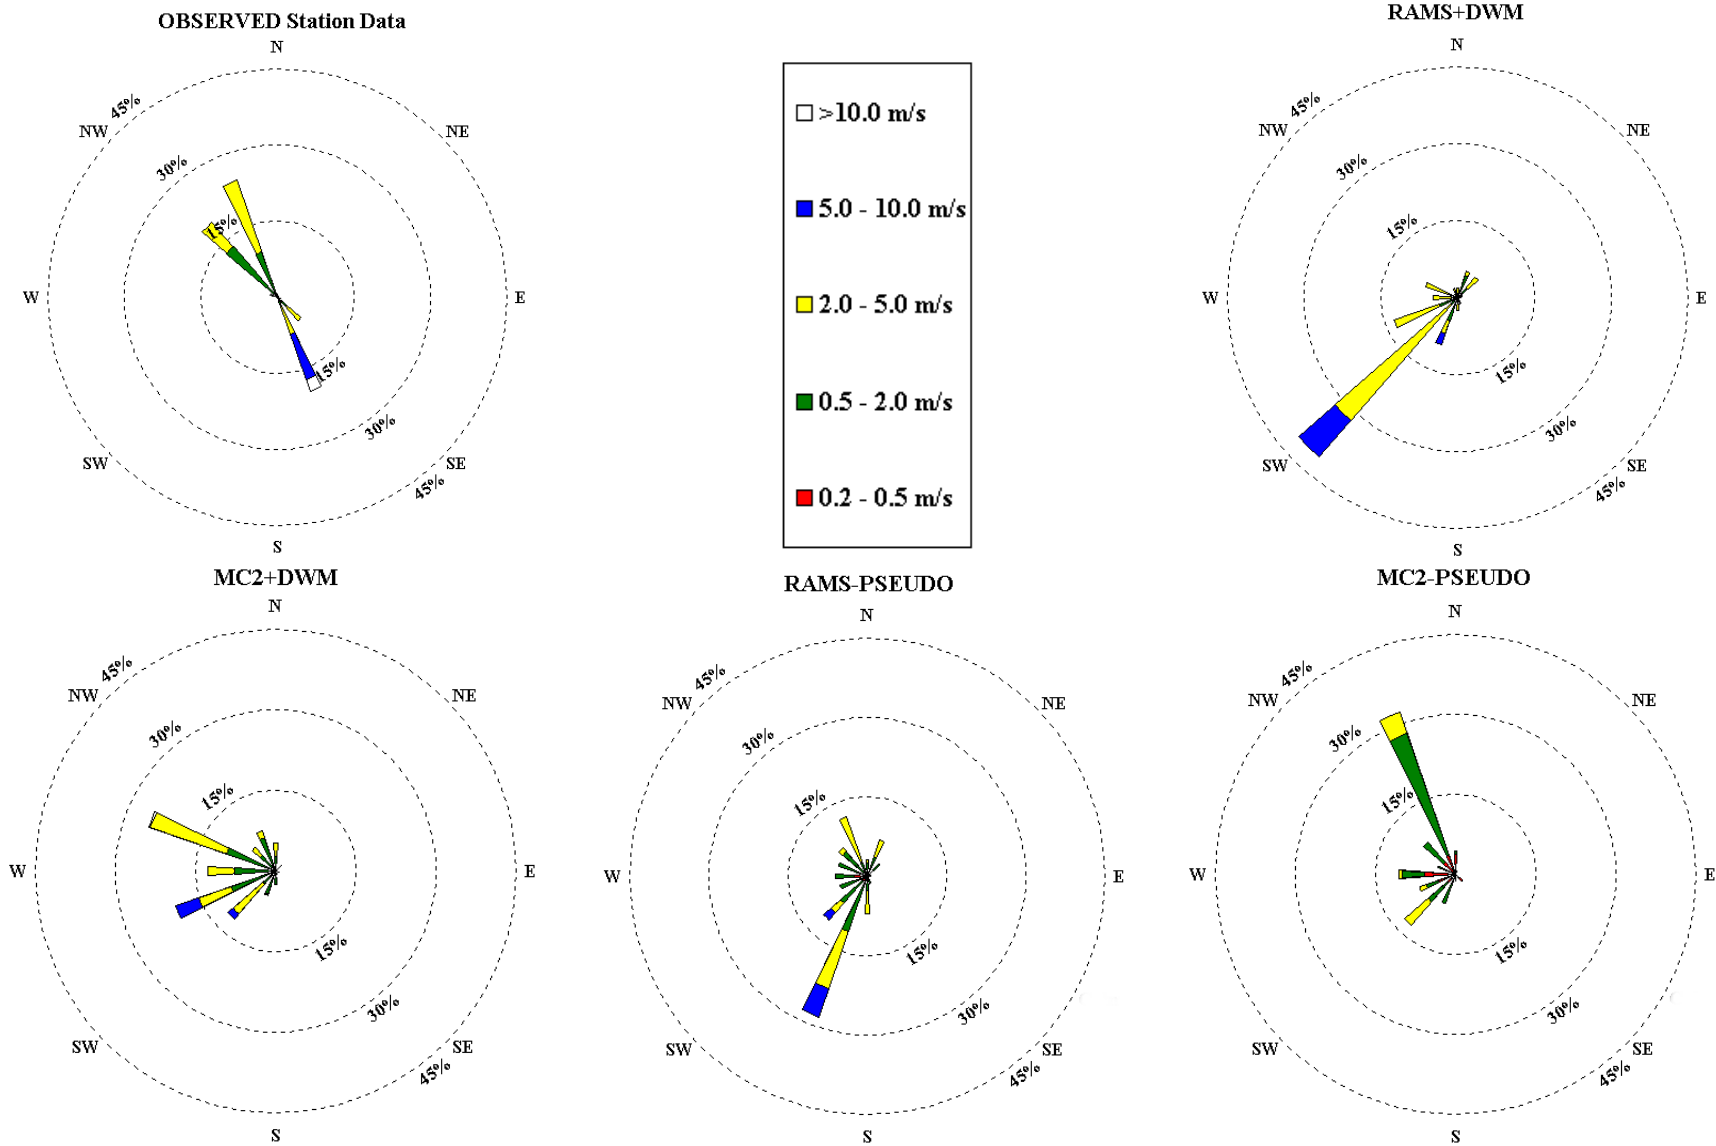 OBSERVED Station Data
N
45%
NW
NE
30%
15%
W
E
15%
30%
SW
SE
45%
S
>10.0 m/s
5.0 - 10.0 m/s
2.0 - 5.0 m/s
0.5 - 2.0 m/s
0.2 - 0.5 m/s
RAMS+DWM
N
45%
NW
NE
30%
15%
W
E
15%
30%
SW
SE
45%
S
MC2+DWM
N
45%
NW
NE
30%
15%
W
E
15%
30%
SW
SE
45%
S
RAMS-PSEUDO
N
45%
NW
NE
30%
15%
W
E
15%
30%
SW
SE
45%
S
MC2-PSEUDO
N
45%
NW
NE
30%
15%
W
E
15%
30%
SW
SE
45%
S